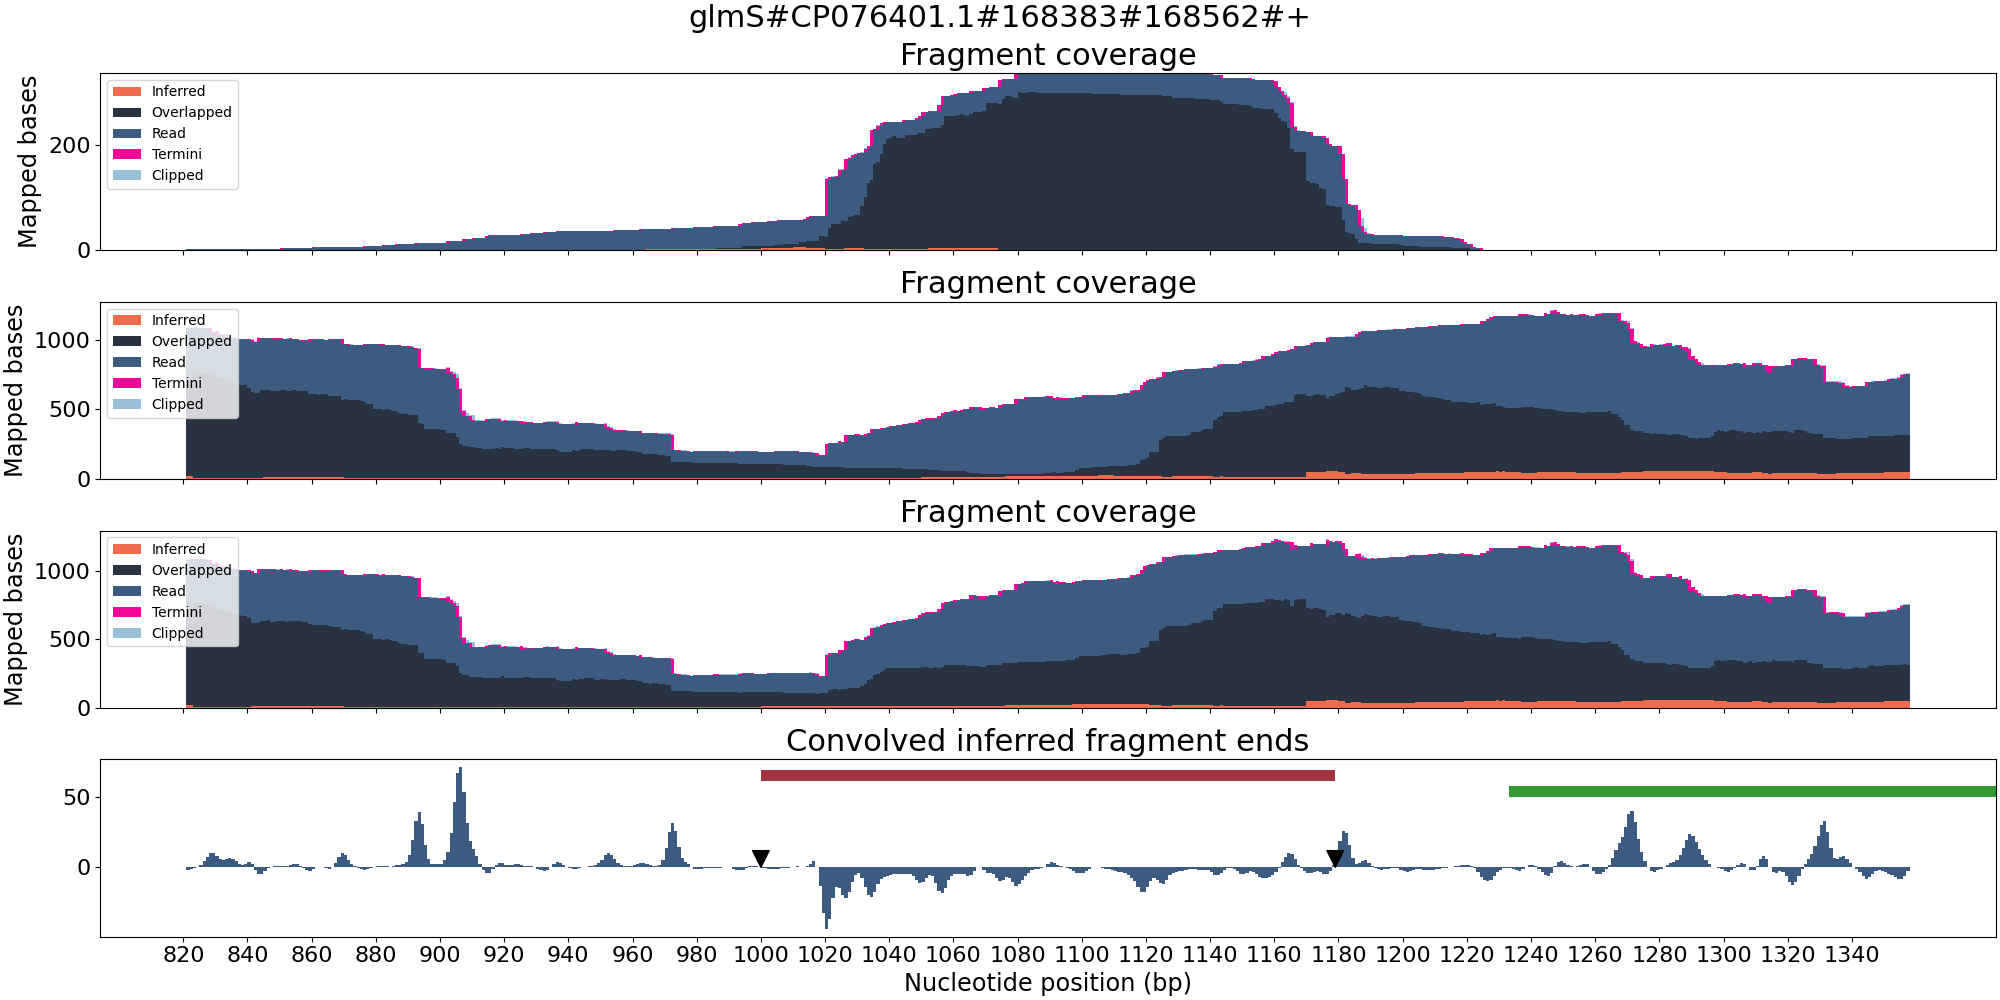 glmS#CP076401.1#168383#168562#+
Fragment coverage
Mapped bases
200
0
Inferred
Overlapped
Read
Termini
Clipped
Fragment coverage
Mapped bases
1000
500
0
Inferred
Overlapped
Read
Termini
Clipped
Fragment coverage
Mapped bases
1000
500
0
Inferred
Overlapped
Read
Termini
Clipped
Convolved inferred fragment ends
50
0
820 840 860 880 900 920 940 960 980 1000 1020 1040 1060 1080 1100 1120 1140 1160 1180 1200 1220 1240 1260 1280 1300 1320 1340
Nucleotide position (bp)